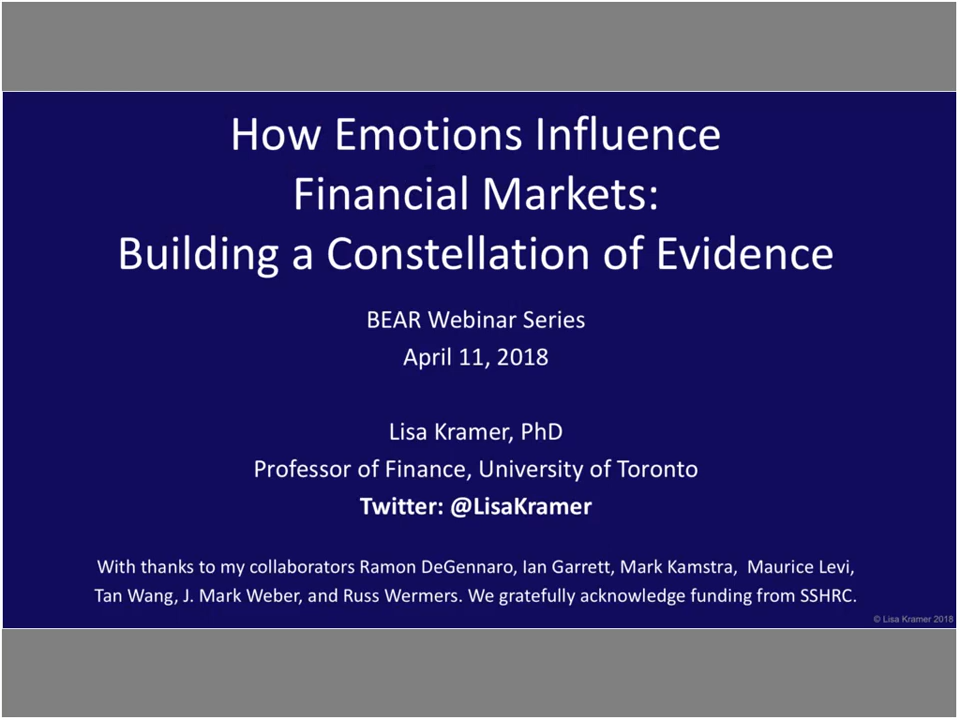 How Emotions Influence
Financial Markets:
Building a Constellation of Evidence
BEAR Webinar Series
April 11, 2018
Lisa Kramer, PhD
Professor of Finance, University of Toronto
Twitter: @LisaKramer
With thanks to my collaborators Ramon DeGennaro, Ian Garrett, Mark Kamstra, Maurice Levi,
Tan Wang, J. Mark Weber, and Russ Wermers. We gratefully acknowledge funding from SSHRC.
© Lisa Kramer 2018